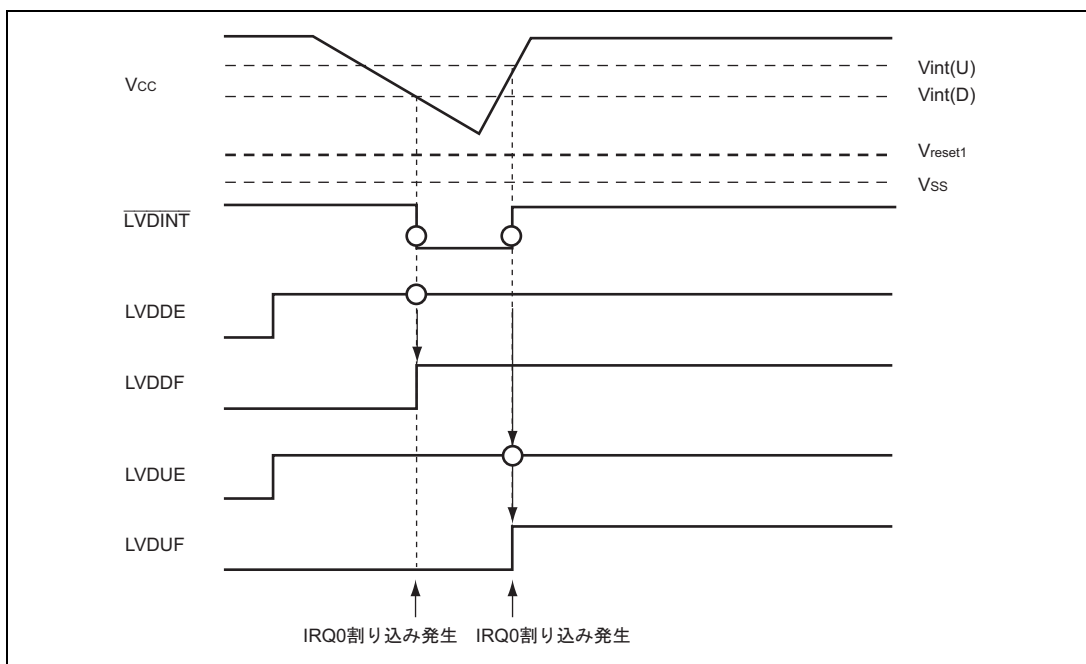 Vcc
Vint(U)
Vint(D)
Vreset1
Vss
LVDINT
LVDDE
LVDDF
LVDUE
LVDUF
IRQ0割り込み発生 IRQ0割り込み発生